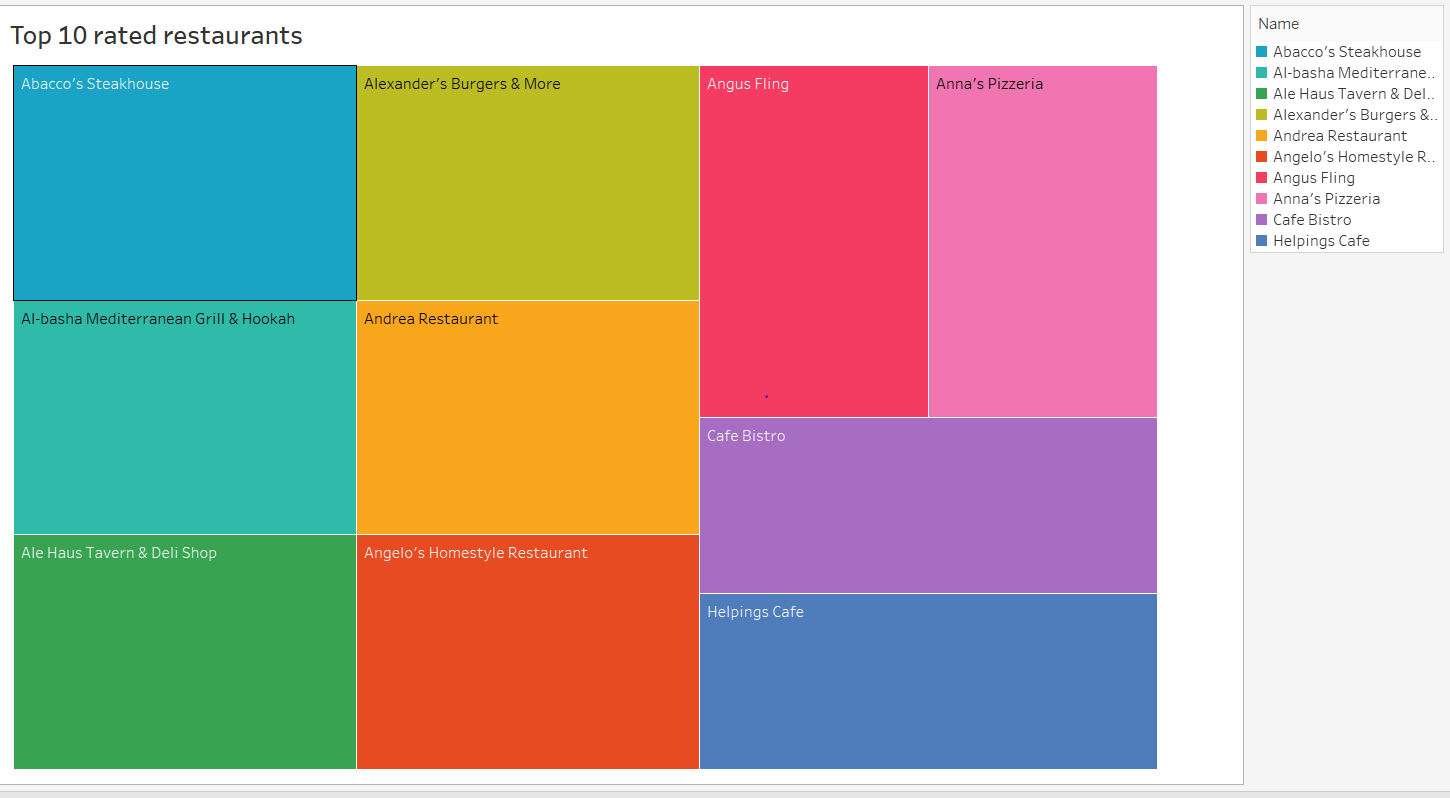 Top 10 rated restaurants
Abacco's Steakhouse
Alexander's Burgers & More
Angus Fling
Anna's Pizzeria
Al-basha Mediterranean Grill & Hookah
Andrea Restaurant
Cafe Bistro
Ale Haus Tavern & Deli Shop
Angelo's Homestyle Restaurant
Helpings Cafe
Name
Abacco's Steakhouse
Al-basha Mediterrane..
Ale Haus Tavern & Del..
Alexander's Burgers &..
Andrea Restaurant
Angelo's Homestyle R..
Angus Fling
Anna's Pizzeria
Cafe Bistro
Helpings Cafe